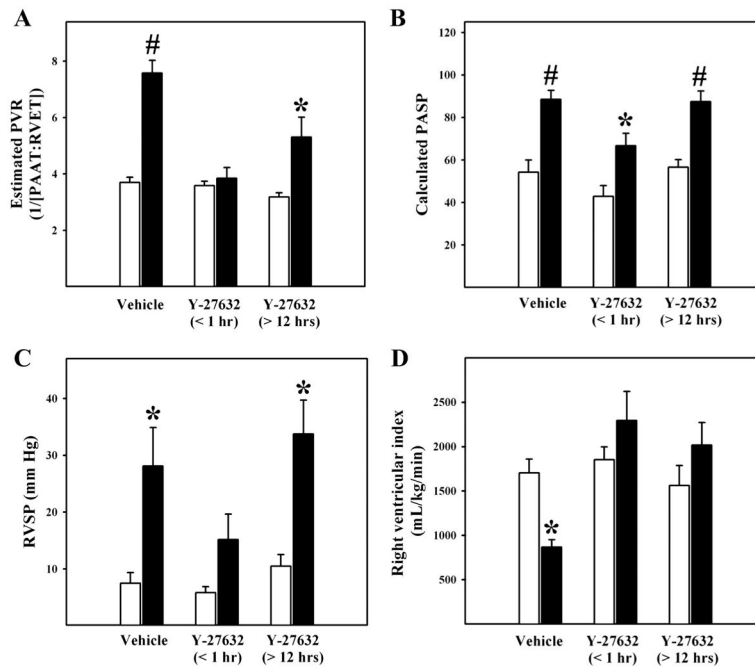 A
Estimated PVR
(1/[PAAT:RVET])
8
6
4
2
#
*
Vehicle
Y-27632
(< 1 hr)
Y-27632
(> 12 hrs)
B
Calculated PASP
120
100
80
60
40
20
#
*
#
Vehicle
Y-27632
(< 1 hr)
Y-27632
(> 12 hrs)
C
RVSP (mm Hg)
40
30
20
10
*
*
Vehicle
Y-27632
(< 1 hr)
Y-27632
(> 12 hrs)
D
Right ventricular index
(mL/kg/min)
2500
2000
1500
1000
500
*
Vehicle
Y-27632
(< 1 hr)
Y-27632
(> 12 hrs)